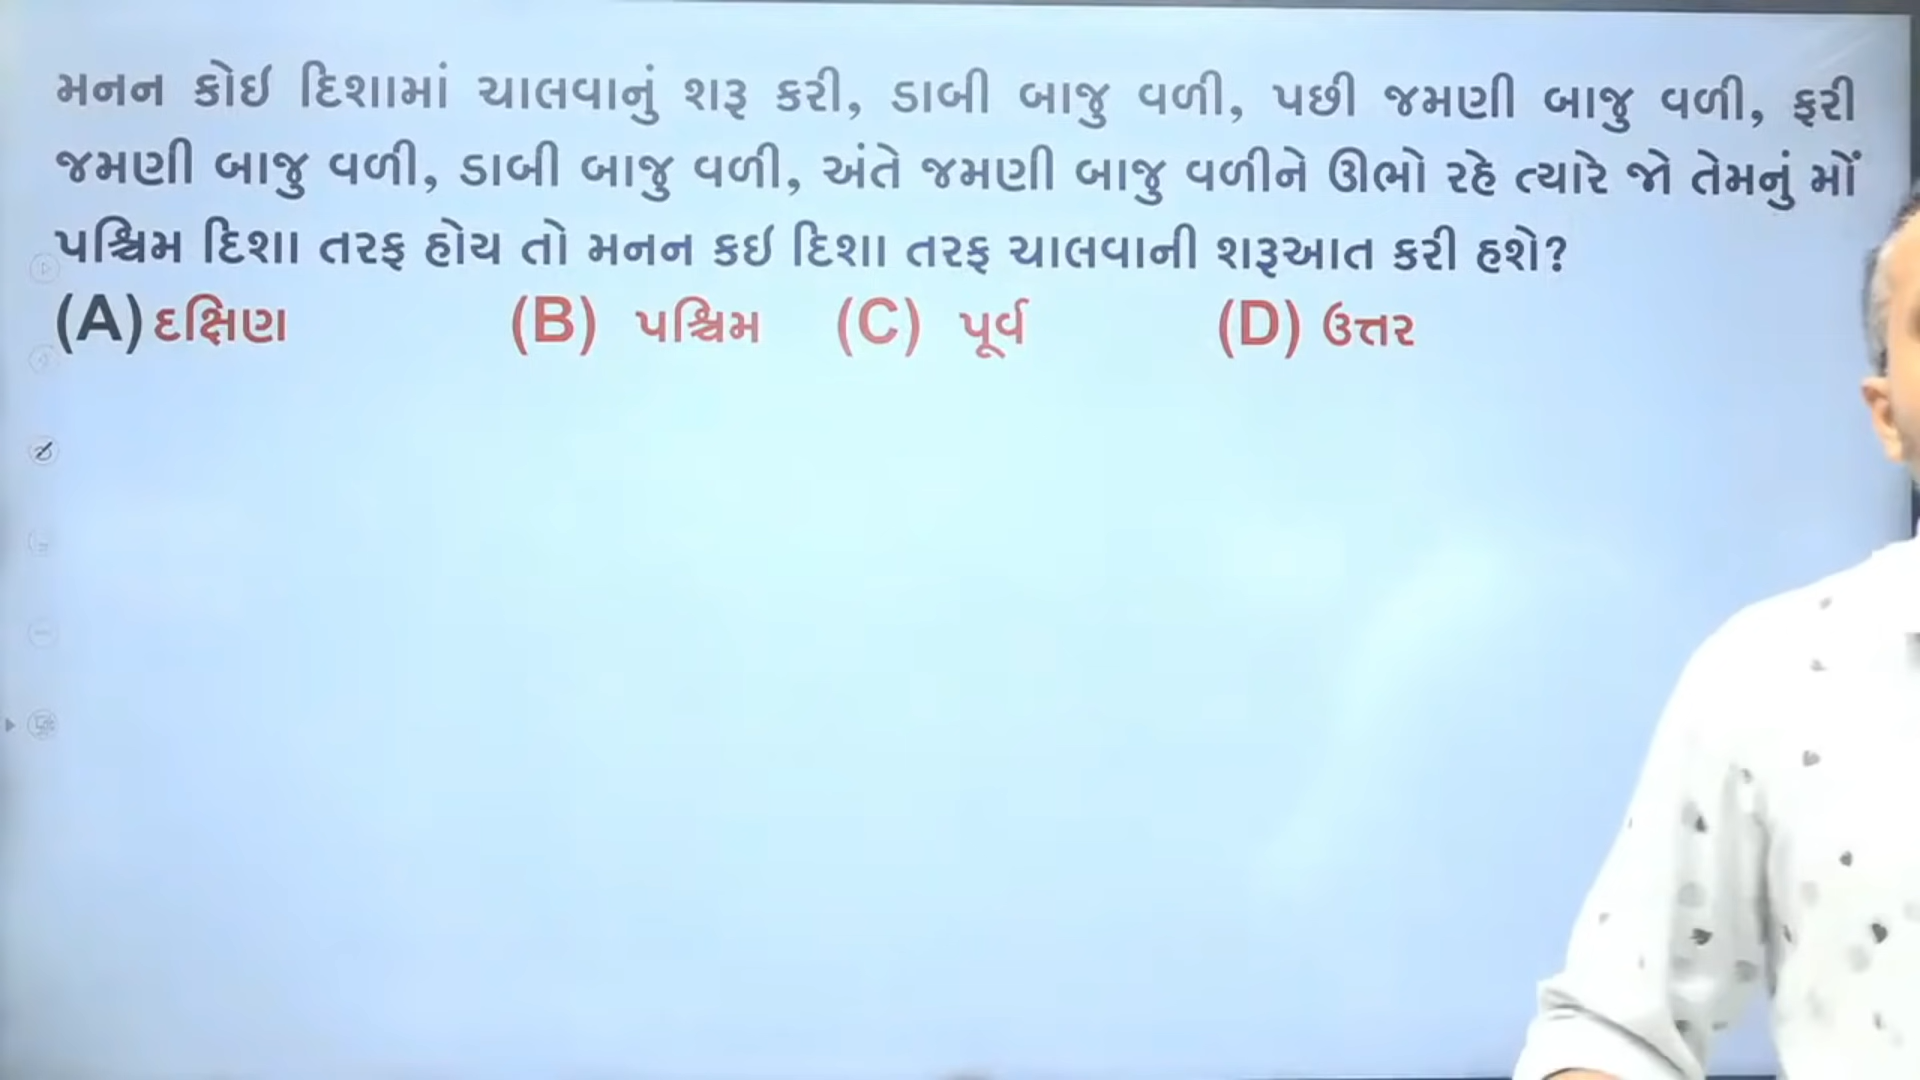 મનન કોઈ દિશામાં ચાલવાનું શરૂ કરી, ડાબી બાજુ વળી, પછી જમણી બાજુ વળી, ફરી
જમણી બાજુ વળી, ડાબી બાજુ વળી, અંતે જમણી બાજુ વળીને ઊભો રહે ત્યારે જો તેમનું મોં
પશ્ચિમ દિશા તરફ હોય તો મનન કઇ દિશા તરફ ચાલવાની શરૂઆત કરી હશે?
(A) દક્ષિણ (B) પશ્ચિમ (C) પૂર્વ (D) ઉત્તર